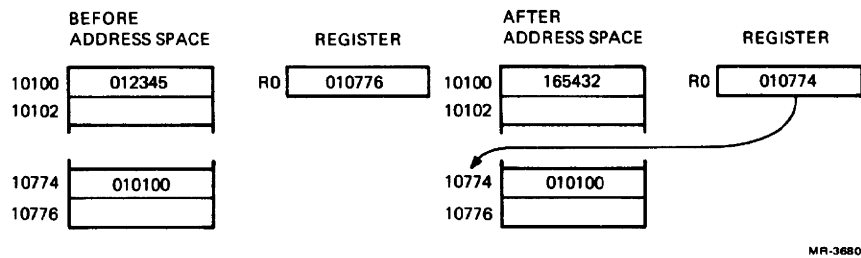 BEFORE
ADDRESS SPACE REGISTER
AFTER
ADDRESS SPACE REGISTER
10100 012345 R0 010776 10100 165432 R0 010774
10102 10102
10774 010100 10774 010100
10776 10776
MR-3680